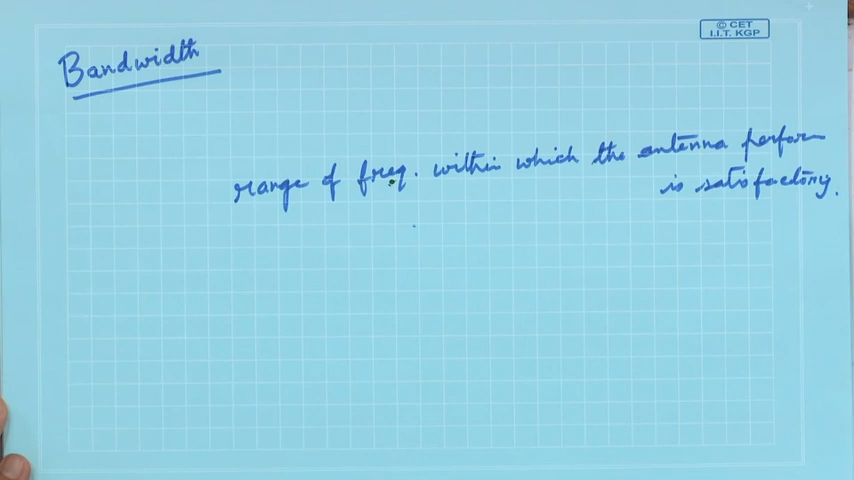 © CET
I.I.T. KGP
Bandwidth
range of freq. within which the antenna perfor
is satisfactory.